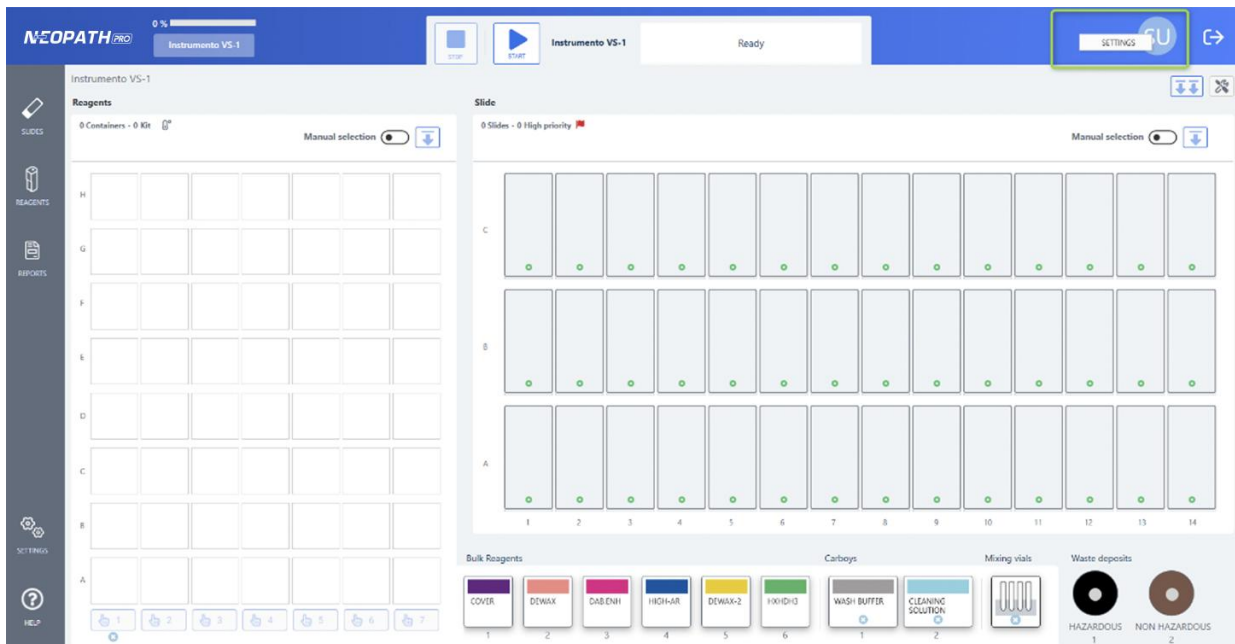 NEOPATH PRO
0 %
Instrumento VS-1
STOP
START
Instrumento VS-1
Ready
SETTINGS
SU
Instrumento VS-1
SLIDES
REAGENTS
REPORTS
SETTINGS
HELP
Reagents
0 Containers - 0 Kit
Manual selection
H
G
F
E
D
C
B
A
1 2 3 4 5 6 7
Slide
0 Slides - 0 High priority
Manual selection
C
B
A
1 2 3 4 5 6 7 8 9 10 11 12 13 14
Bulk Reagents
COVER DEWAX DAB.ENH HIGH-AR DEWAX-2 HXHDH3
1 2 3 4 5 6
Carboys
WASH BUFFER
CLEANING
SOLUTION
1 2
Mixing vials
Waste deposits
HAZARDOUS NON HAZARDOUS
1 2